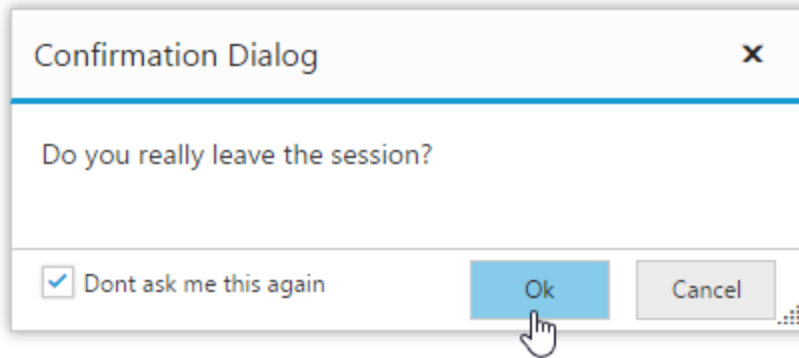 Confirmation Dialog
Do you really leave the session?
Dont ask me this again
Ok
Cancel